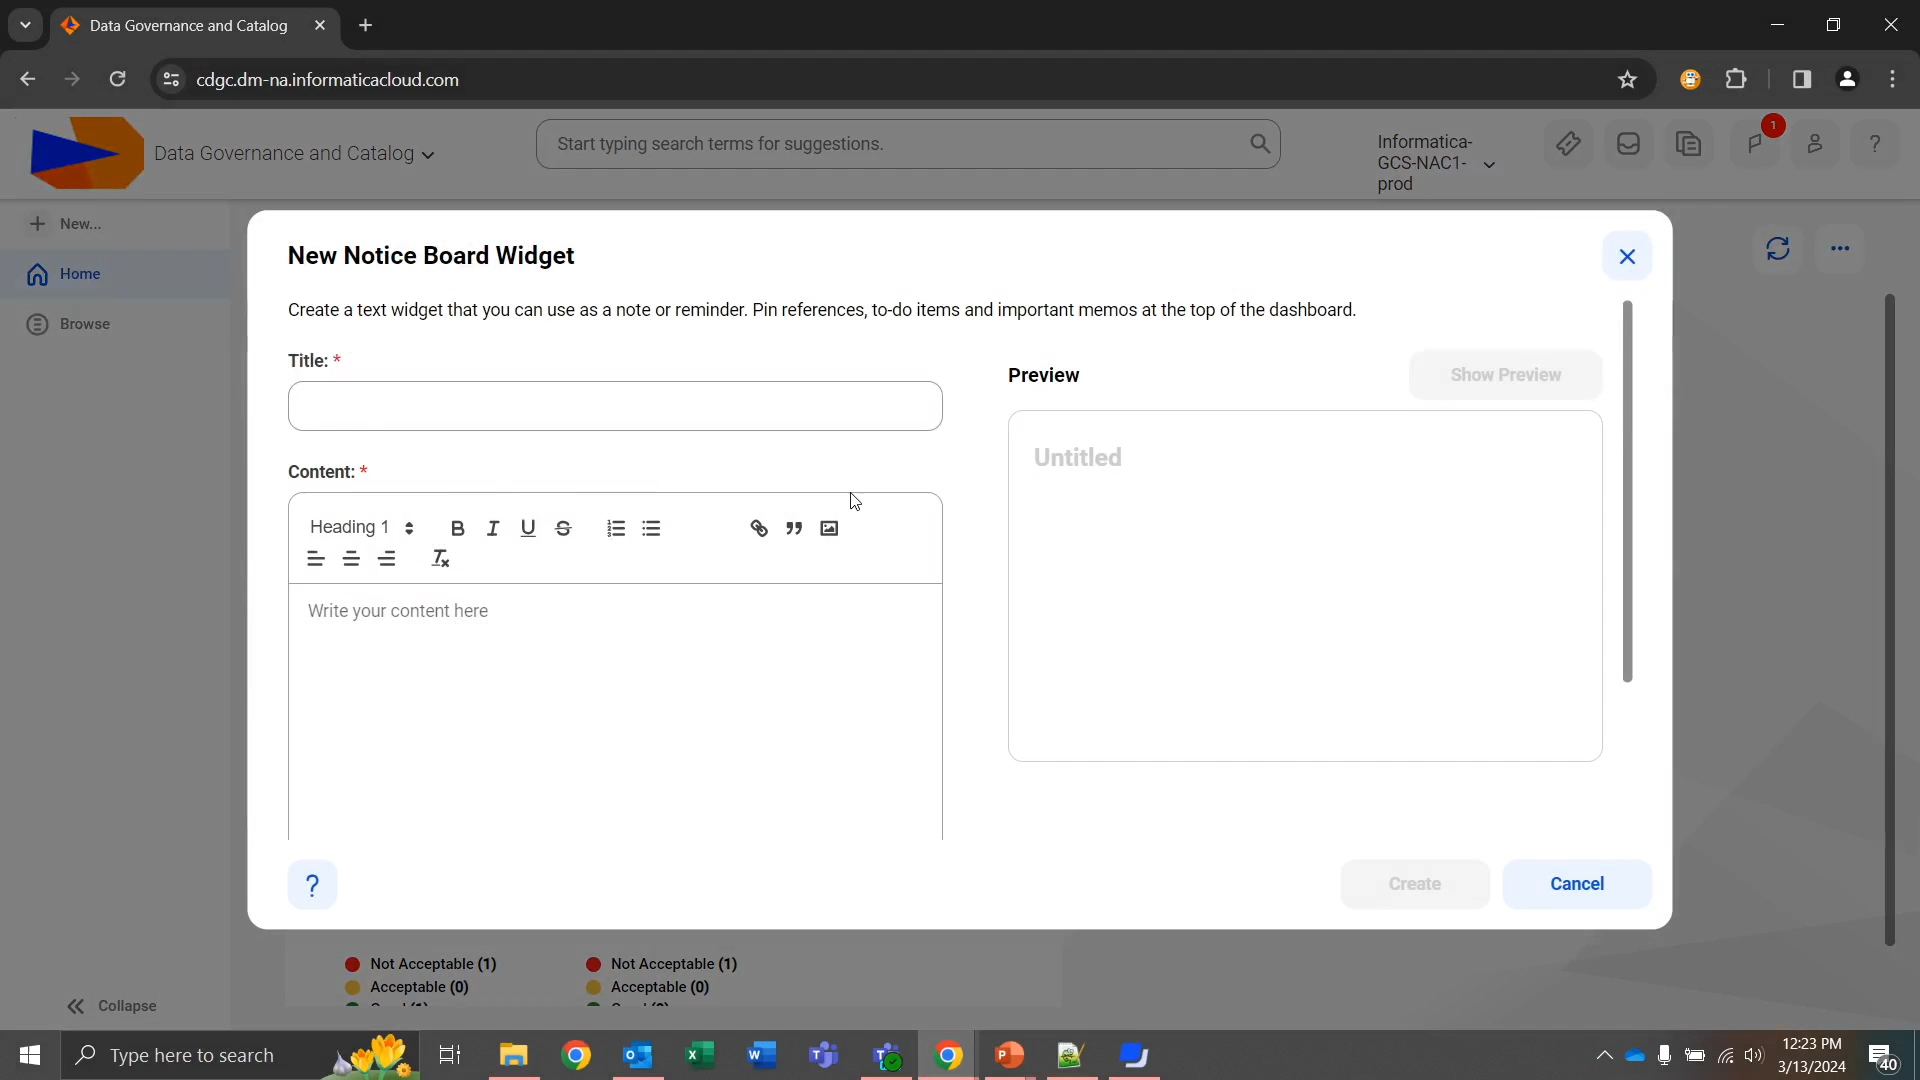 Data Governance and Catalog
cdgc.dm-na.informaticacloud.com
Data Governance and Catalog
Start typing search terms for suggestions.
Informatica-
GCS-NAC1-
prod
1
?
New...
Home
Browse
New Notice Board Widget
Create a text widget that you can use as a note or reminder. Pin references, to-do items and important memos at the top of the dashboard.
Title: *
Preview
Show Preview
Untitled
Content: *
Heading 1
Write your content here
?
Create
Cancel
Not Acceptable (1)
Not Acceptable (1)
Acceptable (0)
Acceptable (0)
Collapse
Type here to search
12:23 PM
3/13/2024
40